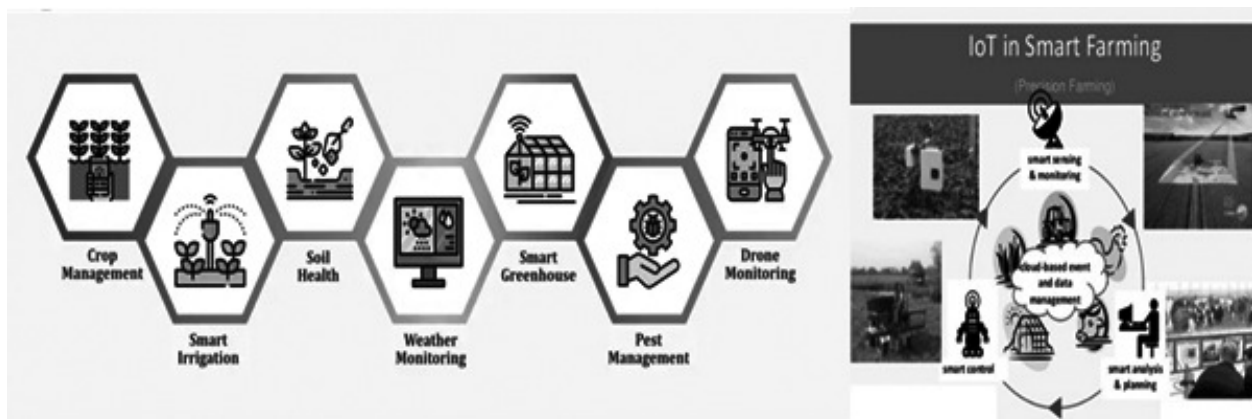 Crop
Management
Smart
Irrigation
Soil
Health
Weather
Monitoring
Smart
Greenhouse
Pest
Management
Drone
Monitoring
IoT in Smart Farming
(Precision Farming)
smart sensing
& monitoring
cloud-based event
and data
management
smart control
smart analysis
& planning